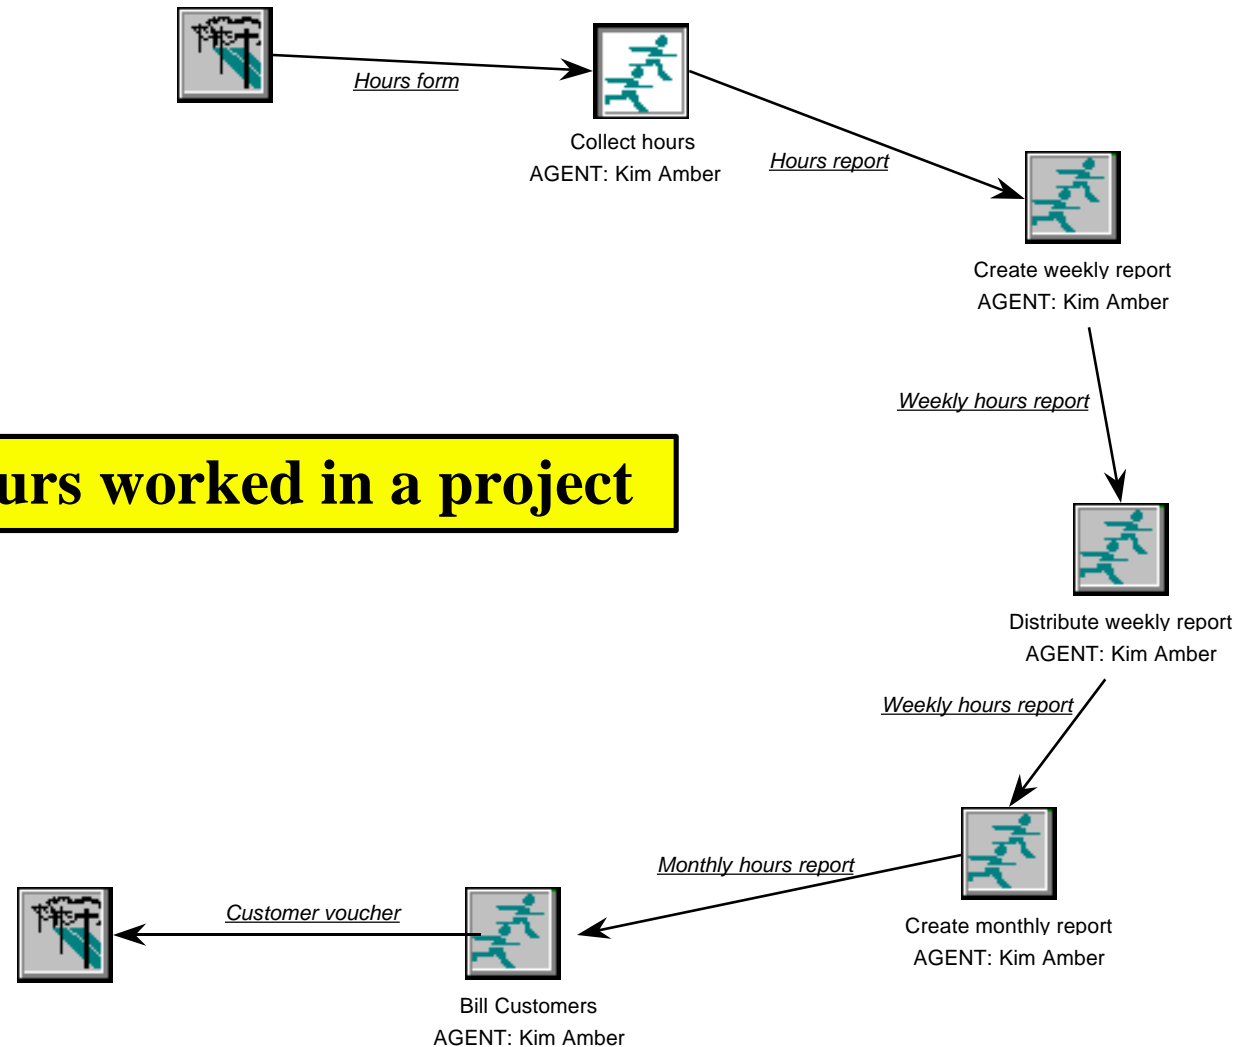 Hours form
Collect hours
AGENT: Kim Amber
Hours report
Create weekly report
AGENT: Kim Amber
Weekly hours report
urs worked in a project
Distribute weekly report
AGENT: Kim Amber
Weekly hours report
Monthly hours report
Create monthly report
AGENT: Kim Amber
Customer voucher
Bill Customers
AGENT: Kim Amber